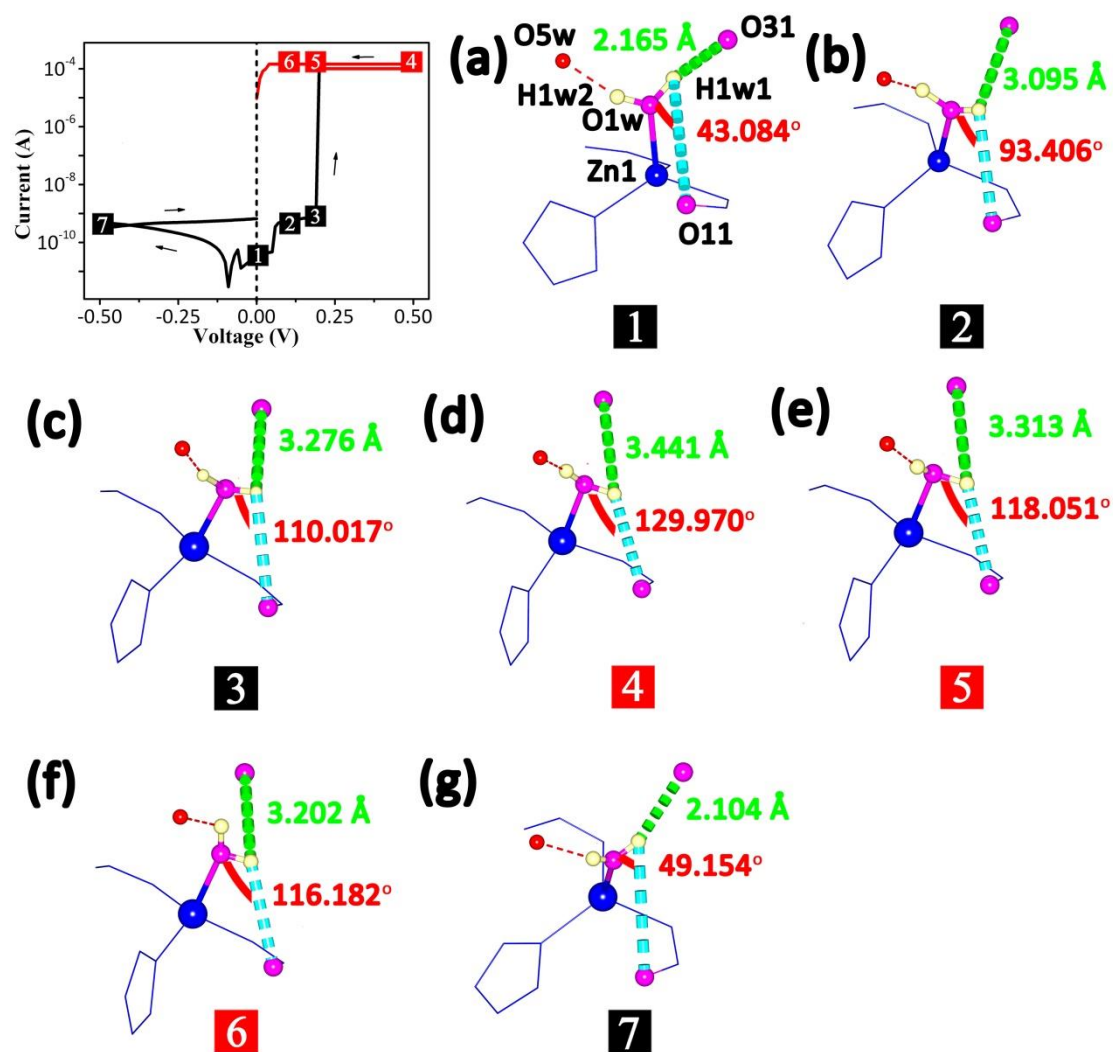 10⁻⁴
10⁻⁶
10⁻⁸
10⁻¹⁰
Current (A)
-0.50
-0.25
0.00
0.25
0.50
Voltage (V)
6
5
4
7
1
2
3
(a)
O5w
2.165 Å
O31
H1w2
H1w1
O1w
43.084°
Zn1
O11
1
(b)
3.095 Å
93.406°
2
(c)
3.276 Å
110.017°
3
(d)
3.441 Å
129.970°
4
(e)
3.313 Å
118.051°
5
(f)
3.202 Å
116.182°
6
(g)
2.104 Å
49.154°
7